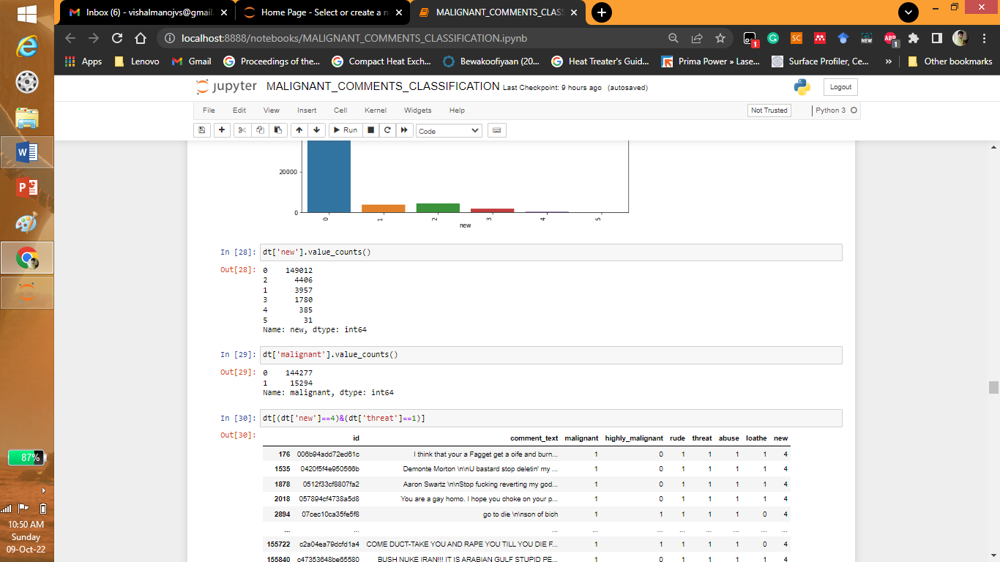 Inbox (6) - vishalmanojvs@gmail. Home Page - Select or create a n MALIGNANT_COMMENTS_CLASS
localhost:8888/notebooks/MALIGNANT_COMMENTS_CLASSIFICATION.ipynb
Apps Lenovo Gmail Proceedings of the... Compact Heat Exch... Bewakoofiyaan (20... Heat Treater's Guid... Prima Power » Lase... Surface Profiler, Ce... » Other bookmarks
jupyter MALIGNANT_COMMENTS_CLASSIFICATION Last Checkpoint: 9 hours ago (autosaved) Logout
File Edit View Insert Cell Kernel Widgets Help Not Trusted Python 3
Run Code
20000
0
0 1 2 3 4 5
new
In [28]: dt['new'].value_counts()
Out[28]: 0 149012
2 4406
1 3957
3 1780
4 385
5 31
Name: new, dtype: int64
In [29]: dt['malignant'].value_counts()
Out[29]: 0 144277
1 15294
Name: malignant, dtype: int64
In [30]: dt[(dt['new']==4)&(dt['threat']==1)]
Out[30]:
id comment_text malignant highly_malignant rude threat abuse loathe new
176 006b94add72ed61c I think that your a Fagget get a oife and burn... 1 0 1 1 1 1 4
1535 0420f5f4e950566b Demonte Morton \n\nU bastard stop deletin' my ... 1 0 1 1 1 1 4
1878 0512f33cf8807fa2 Aaron Swartz \n\nStop fucking reverting my god... 1 0 1 1 1 1 4
2018 057894cf4738a5d8 You are a gay homo. I hope you choke on your p... 1 0 1 1 1 1 4
2894 07cec10ca35fe5f8 go to die \n\nson of bich 1 1 1 1 1 0 4
... ... ... ... ... ... ... ... ... ...
155722 c2a04ea79dcfd1a4 COME DUCT-TAKE YOU AND RAPE YOU TILL YOU DIE F... 1 1 1 1 1 0 4
155840 c47353648be65580 BUSH NUKE IRAN!!! IT IS ARABIAN GULF STUPID PE... 1 0 1 1 1 1 4
87%
10:50 AM
Sunday
09-Oct-22